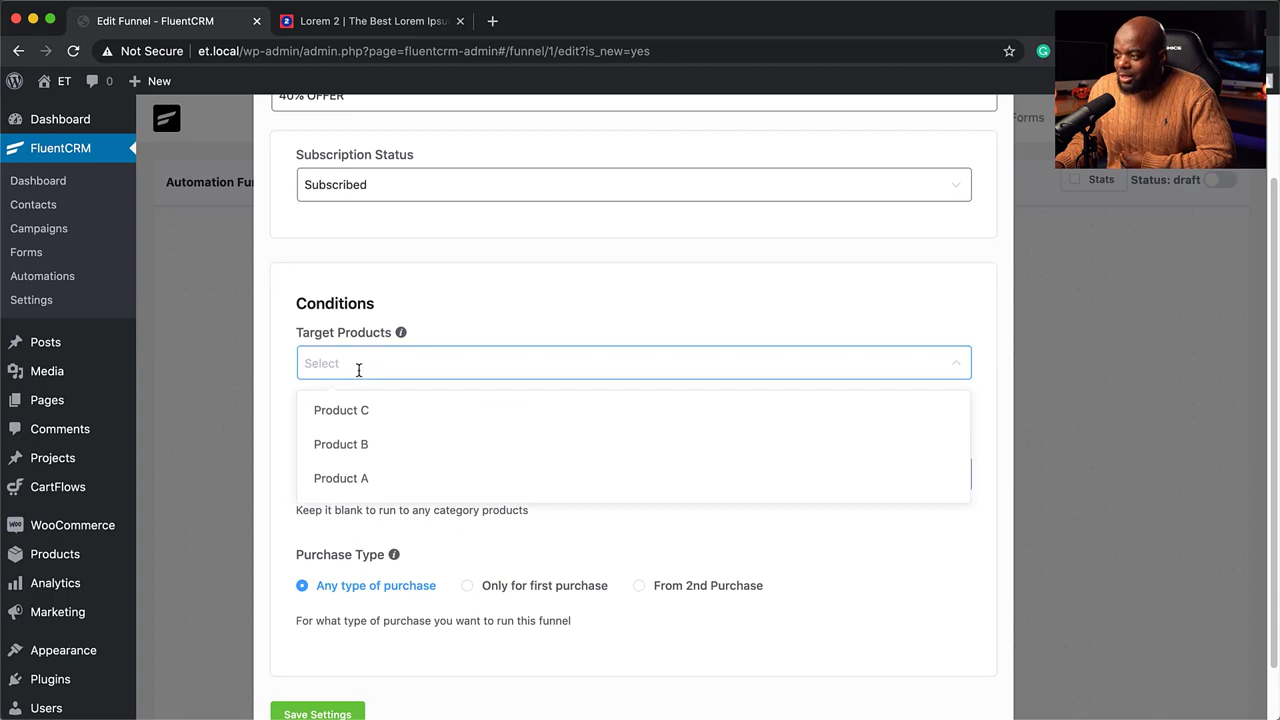 Edit Funnel - FluentCRM
Lorem 2 | The Best Lorem Ipsu
Not Secure
et.local/wp-admin/admin.php?page=fluentcrm-admin#/funnel/1/edit?is_new=yes
ET
0
New
Dashboard
FluentCRM
Dashboard
Contacts
Campaigns
Forms
Automations
Settings
Posts
Media
Pages
Comments
Projects
CartFlows
WooCommerce
Products
Analytics
Marketing
Appearance
Plugins
Users
Automation Fun
Forms
Stats
Status: draft
40% OFFER
Subscription Status
Subscribed
Conditions
Target Products
Select
Product C
Product B
Product A
Keep it blank to run to any category products
Purchase Type
Any type of purchase
Only for first purchase
From 2nd Purchase
For what type of purchase you want to run this funnel
Save Settings